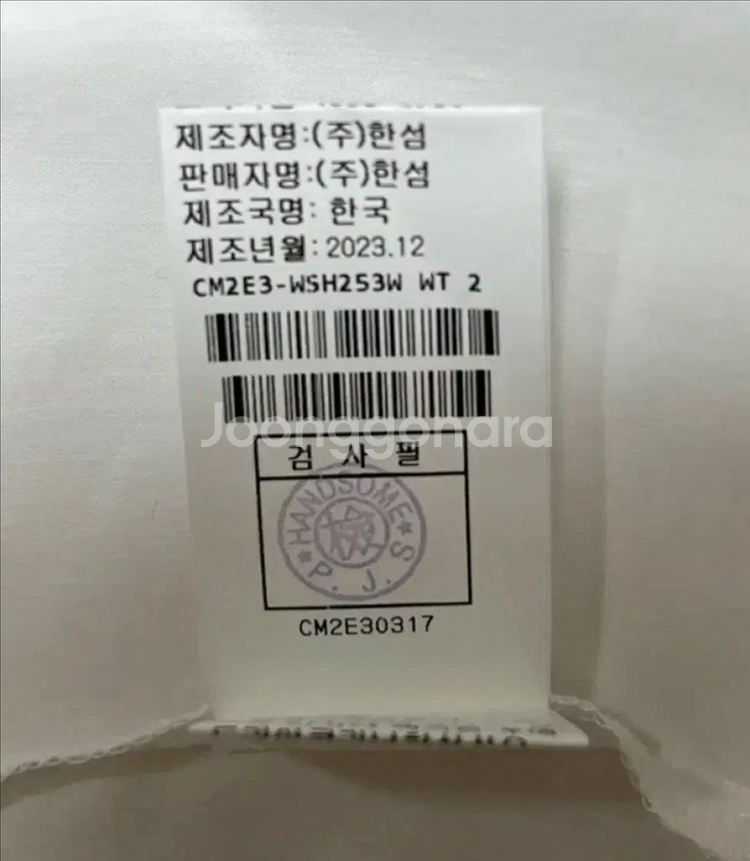 제조자명:(주)한섬
판매자명:(주)한섬
제조국명: 한국
제조년월: 2023.12
CM2E3-WSH253W WT 2
Joonggonara
검 사 필
HANDSOME
檢
P.J.S
CM2E30317